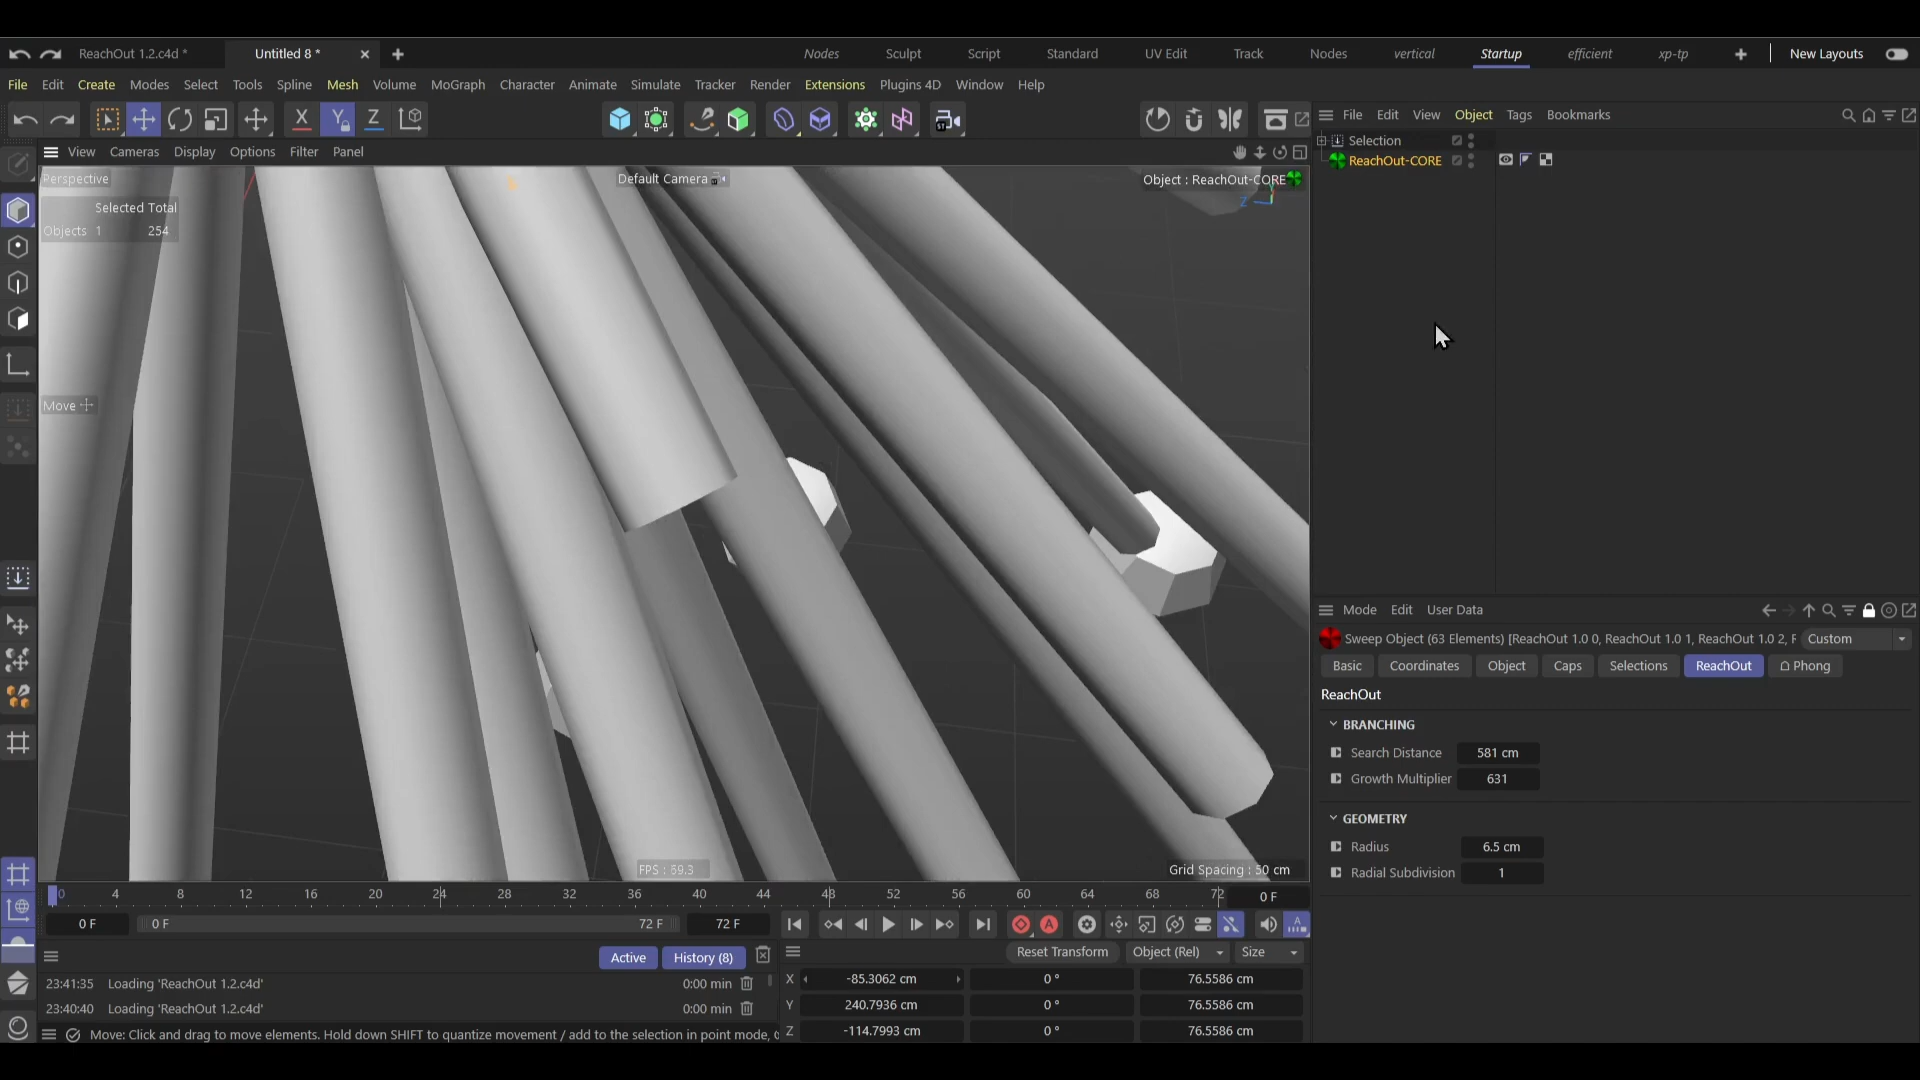 ReachOut 1.2.c4d *
Untitled 8 *
Nodes Sculpt Script Standard UV Edit Track Nodes vertical Startup efficient xp-tp New Layouts
File Edit Create Modes Select Tools Spline Mesh Volume MoGraph Character Animate Simulate Tracker Render Extensions Plugins 4D Window Help
X Y Z
File Edit View Object Tags Bookmarks
Selection
ReachOut-CORE
View Cameras Display Options Filter Panel
Perspective
Default Camera
Object : ReachOut-CORE
Y
Z
Selected Total
Objects 1 254
Move
FPS : 59.3
Grid Spacing : 50 cm
Mode Edit User Data
Sweep Object (63 Elements) [ReachOut 1.0 0, ReachOut 1.0 1, ReachOut 1.0 2, F
Custom
Basic Coordinates Object Caps Selections ReachOut Phong
ReachOut
BRANCHING
Search Distance 581 cm
Growth Multiplier 631
GEOMETRY
Radius 6.5 cm
Radial Subdivision 1
0 4 8 12 16 20 24 28 32 36 40 44 48 52 56 60 64 68 72 0 F
0 F 0 F 72 F 72 F
Active History (8)
Reset Transform Object (Rel) Size
23:41:35 Loading 'ReachOut 1.2.c4d' 0:00 min
23:40:40 Loading 'ReachOut 1.2.c4d' 0:00 min
X -85.3062 cm 0 ° 76.5586 cm
Y 240.7936 cm 0 ° 76.5586 cm
Z -114.7993 cm 0 ° 76.5586 cm
Move: Click and drag to move elements. Hold down SHIFT to quantize movement / add to the selection in point mode,